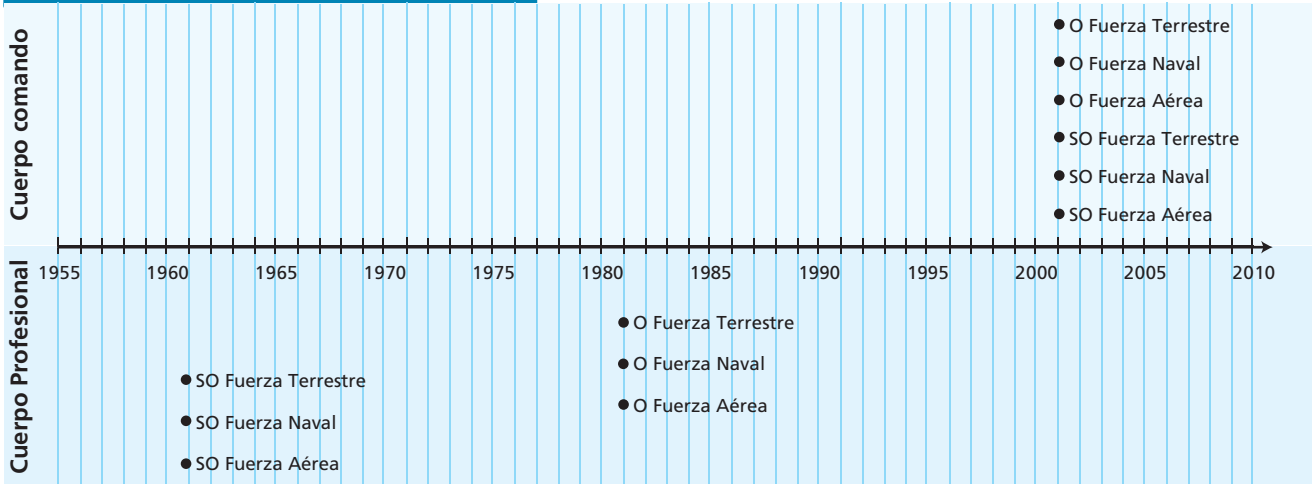 Cuerpo comando
O Fuerza Terrestre
O Fuerza Naval
O Fuerza Aérea
SO Fuerza Terrestre
SO Fuerza Naval
SO Fuerza Aérea
1955 1960 1965 1970 1975 1980 1985 1990 1995 2000 2005 2010
Cuerpo Profesional
O Fuerza Terrestre
O Fuerza Naval
O Fuerza Aérea
SO Fuerza Terrestre
SO Fuerza Naval
SO Fuerza Aérea